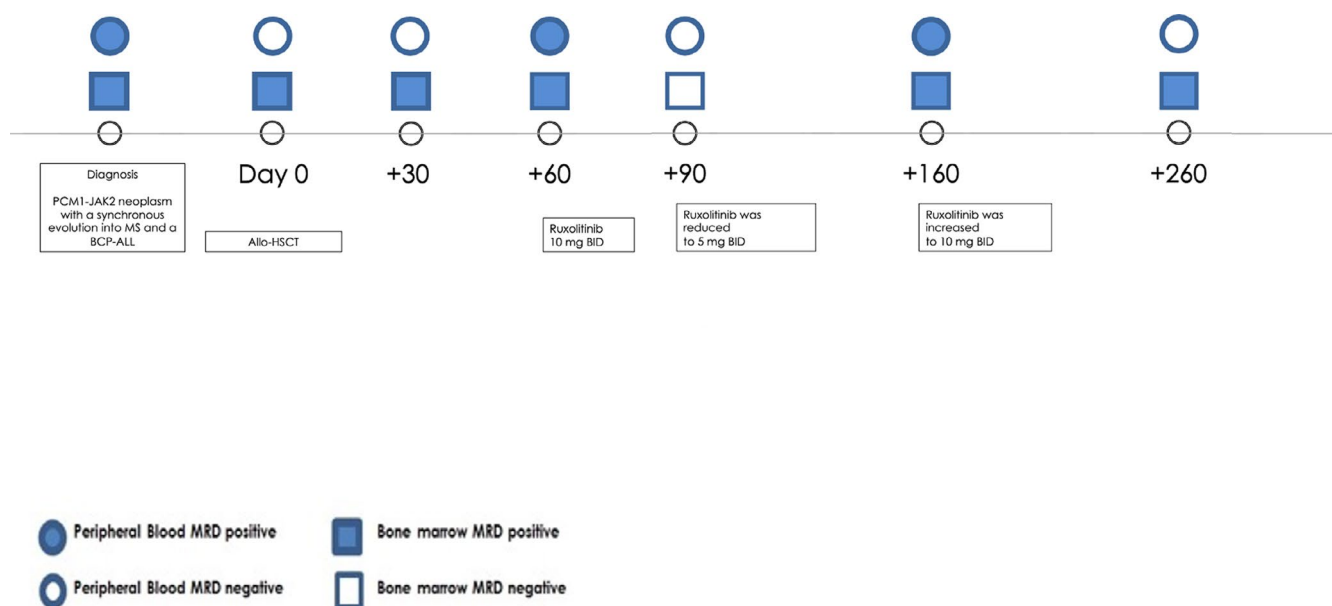 Diagnosis
PCM1-JAK2 neoplasm
with a synchronous
evolution into MS and a
BCP-ALL
Day 0
Allo-HSCT
+30
+60
Ruxolitinib
10 mg BID
+90
Ruxolitinib was
reduced
to 5 mg BID
+160
Ruxolitinib was
increased
to 10 mg BID
+260
Peripheral Blood MRD positive
Bone marrow MRD positive
Peripheral Blood MRD negative
Bone marrow MRD negative